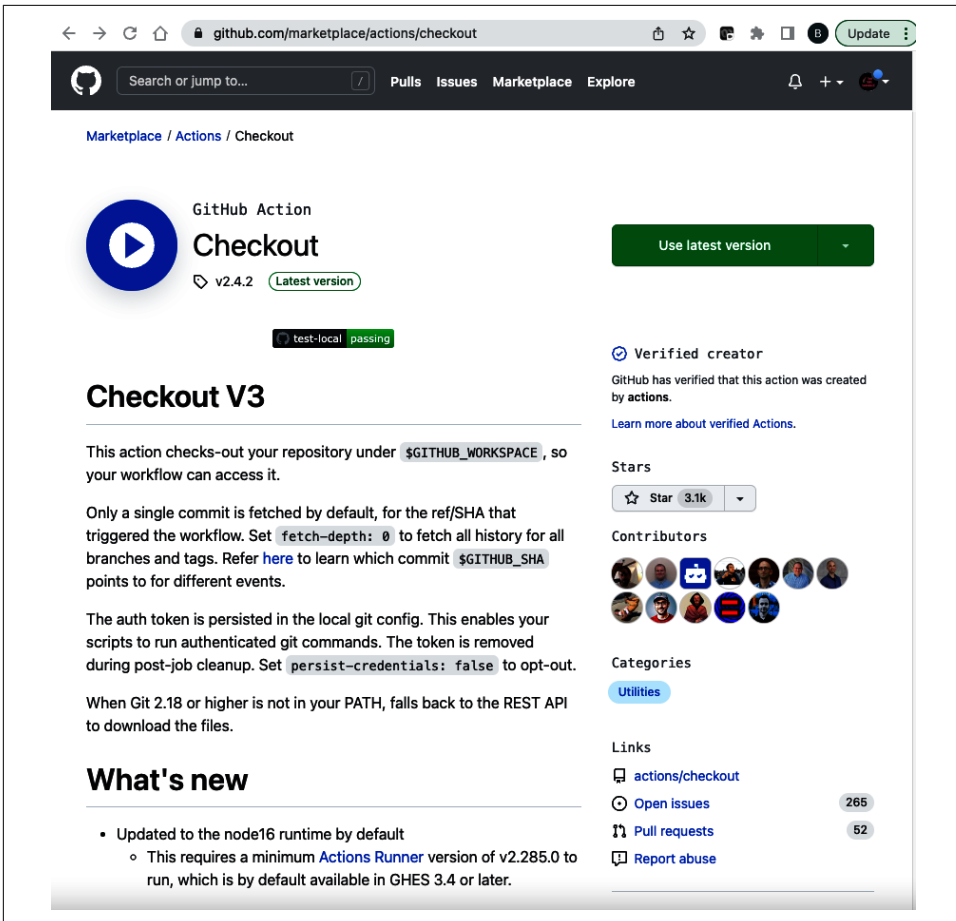 github.com/marketplace/actions/checkout
B
Update
Search or jump to...
/
Pulls Issues Marketplace Explore
Marketplace / Actions / Checkout
GitHub Action
Checkout
v2.4.2 Latest version
Use latest version
test-local passing
Checkout V3
This action checks-out your repository under $GITHUB_WORKSPACE , so
your workflow can access it.
Only a single commit is fetched by default, for the ref/SHA that
triggered the workflow. Set fetch-depth: 0 to fetch all history for all
branches and tags. Refer here to learn which commit $GITHUB_SHA
points to for different events.
The auth token is persisted in the local git config. This enables your
scripts to run authenticated git commands. The token is removed
during post-job cleanup. Set persist-credentials: false to opt-out.
When Git 2.18 or higher is not in your PATH, falls back to the REST API
to download the files.
What's new
• Updated to the node16 runtime by default
◦ This requires a minimum Actions Runner version of v2.285.0 to
run, which is by default available in GHES 3.4 or later.
Verified creator
GitHub has verified that this action was created
by actions.
Learn more about verified Actions.
Stars
Star 3.1k
Contributors
Categories
Utilities
Links
actions/checkout
Open issues 265
Pull requests 52
Report abuse